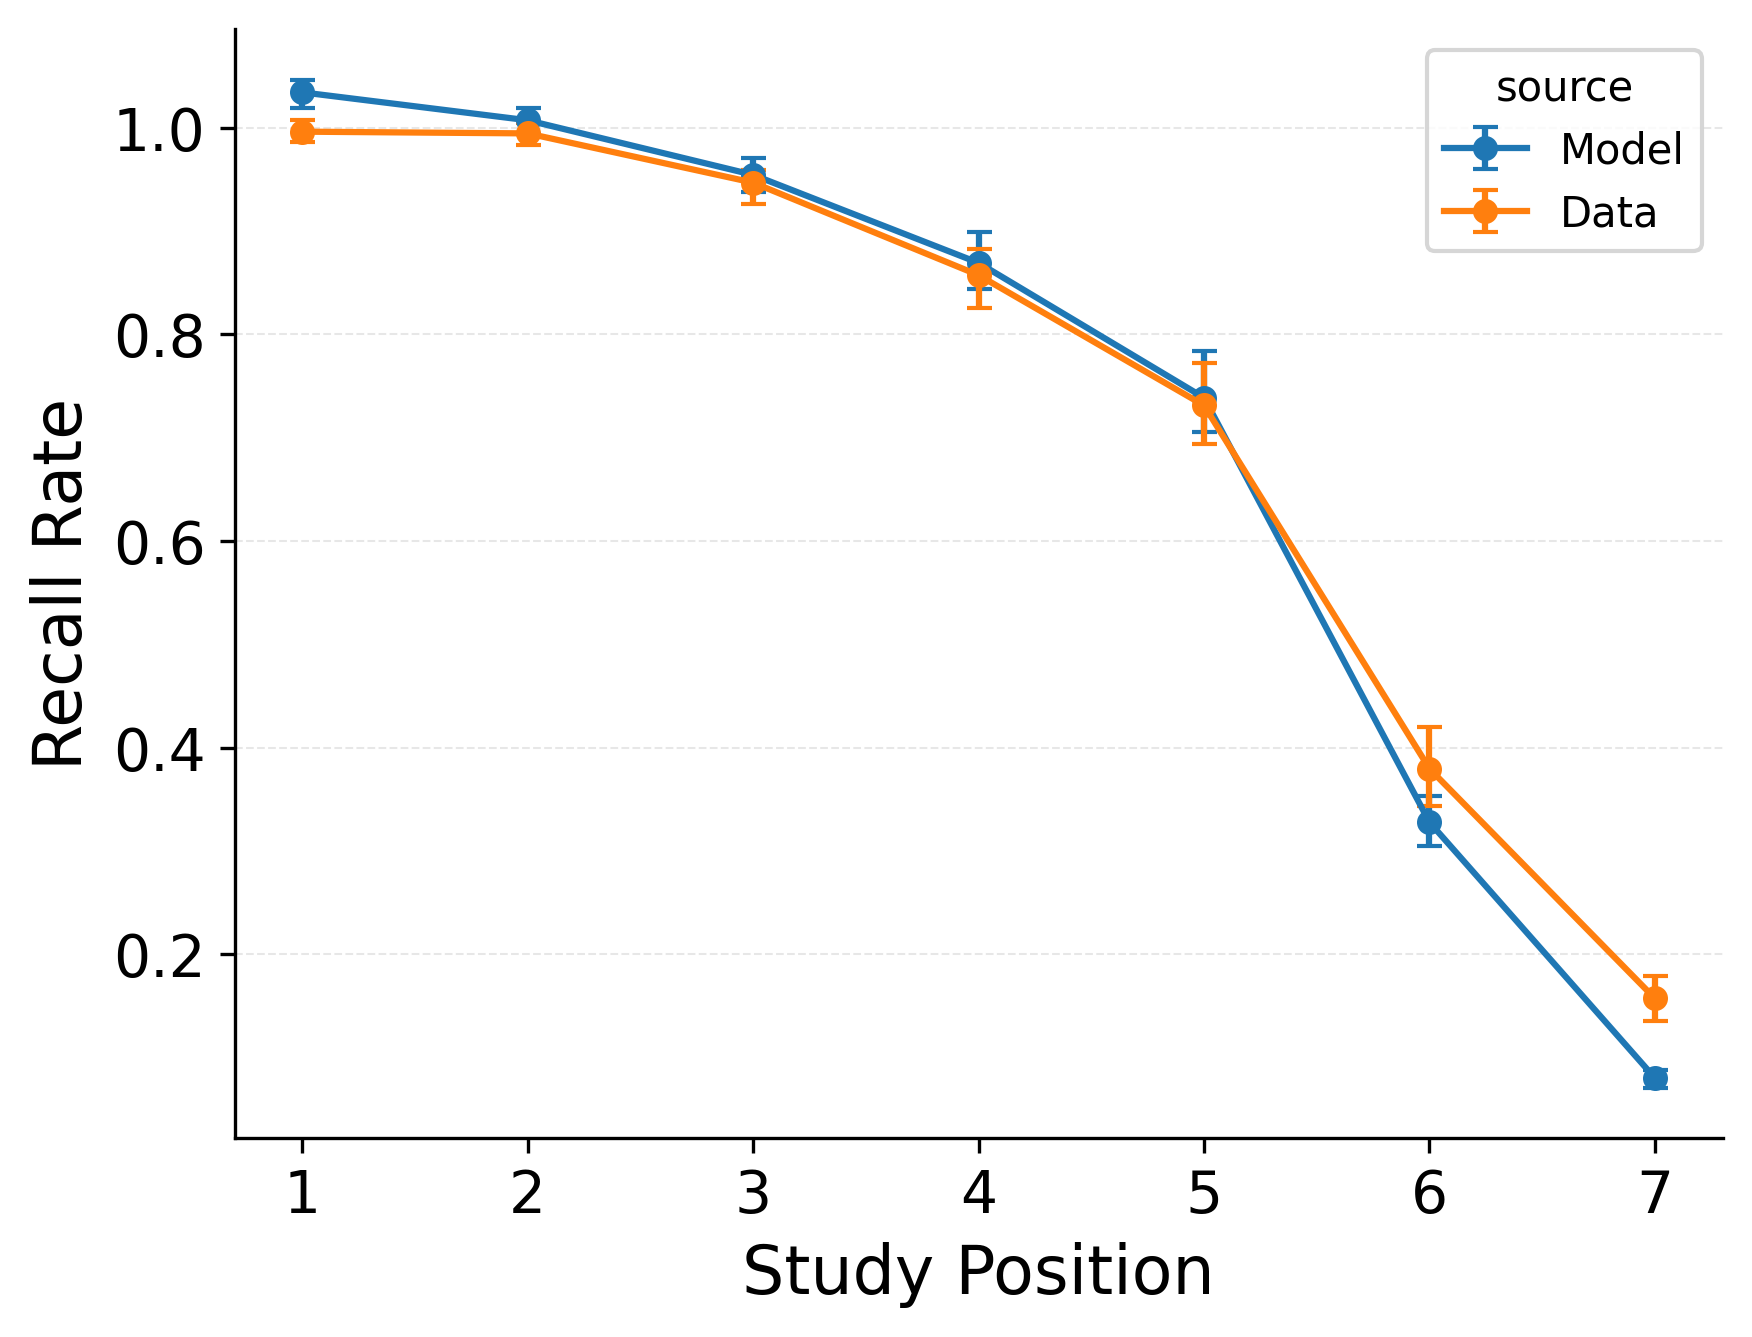 source
Model
Data
1.0
0.8
0.6
0.4
0.2
Recall Rate
1 2 3 4 5 6 7
Study Position